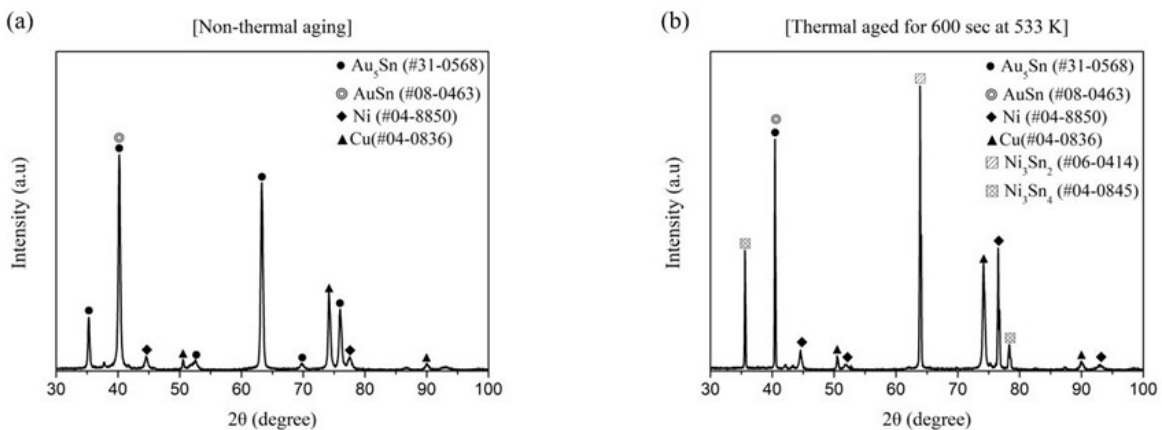 (a)
[Non-thermal aging]
Au₅Sn (#31-0568)
AuSn (#08-0463)
Ni (#04-8850)
Cu(#04-0836)
Intensity (a.u)
30 40 50 60 70 80 90 100
2θ (degree)
(b)
[Thermal aged for 600 sec at 533 K]
Au₅Sn (#31-0568)
AuSn (#08-0463)
Ni (#04-8850)
Cu(#04-0836)
Ni₃Sn₂ (#06-0414)
Ni₃Sn₄ (#04-0845)
Intensity (a.u)
30 40 50 60 70 80 90 100
2θ (degree)